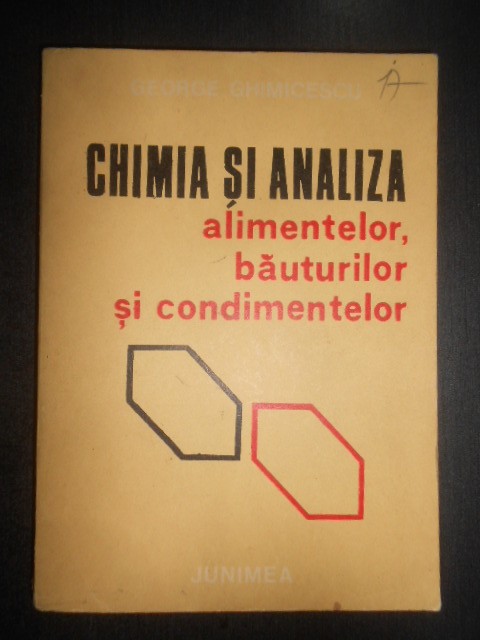 GEORGE GHIMICESCU
CHIMIA ȘI ANALIZA
alimentelor,
băuturilor
și condimentelor
JUNIMEA